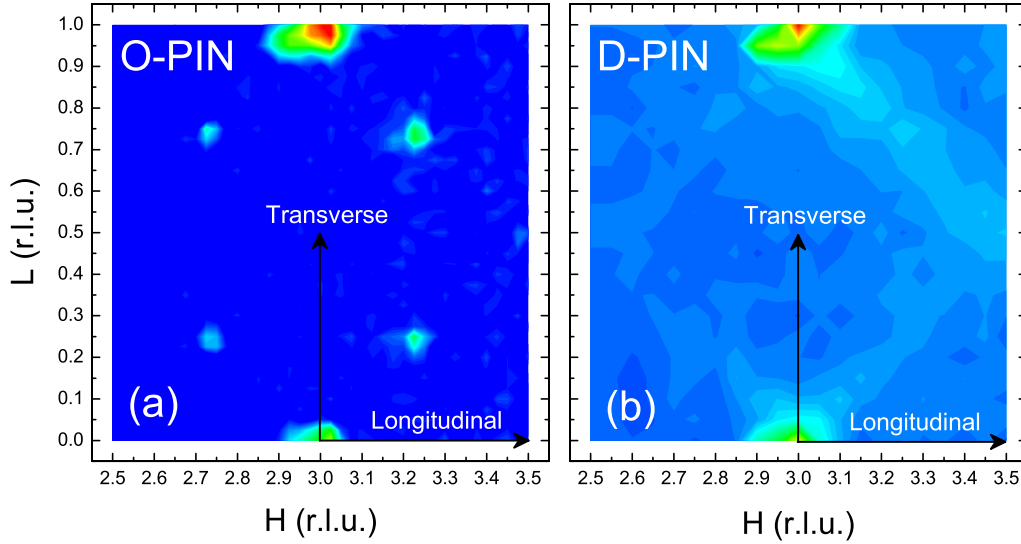 O-PIN
D-PIN
1.0
0.9
0.8
0.7
0.6
0.5
0.4
0.3
0.2
0.1
0.0
L (r.l.u.)
Transverse
Transverse
(a)
Longitudinal
(b)
Longitudinal
2.5 2.6 2.7 2.8 2.9 3.0 3.1 3.2 3.3 3.4 3.5
2.5 2.6 2.7 2.8 2.9 3.0 3.1 3.2 3.3 3.4 3.5
H (r.l.u.)
H (r.l.u.)